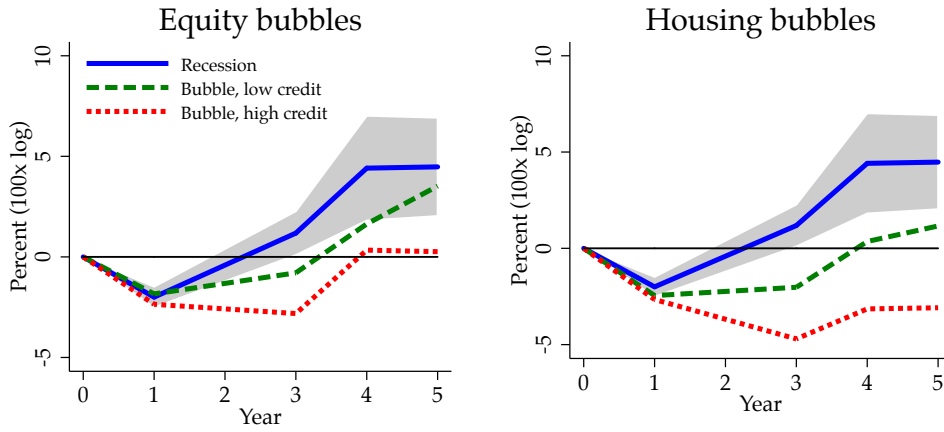 Equity bubbles
Percent (100x log)
10
5
0
-5
Recession
Bubble, low credit
Bubble, high credit
0 1 2 3 4 5
Year
Housing bubbles
Percent (100x log)
10
5
0
-5
0 1 2 3 4 5
Year